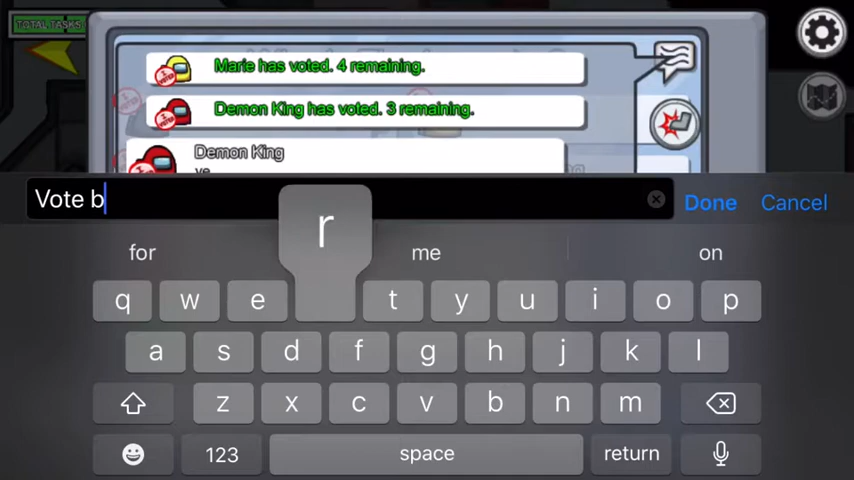 TOTAL TASKS
Marie has voted. 4 remaining.
Demon King has voted. 3 remaining.
Demon King
Vote b
Done
Cancel
r
for
me
on
q w e t y u i o p
a s d f g h j k l
z x c v b n m
123
space
return